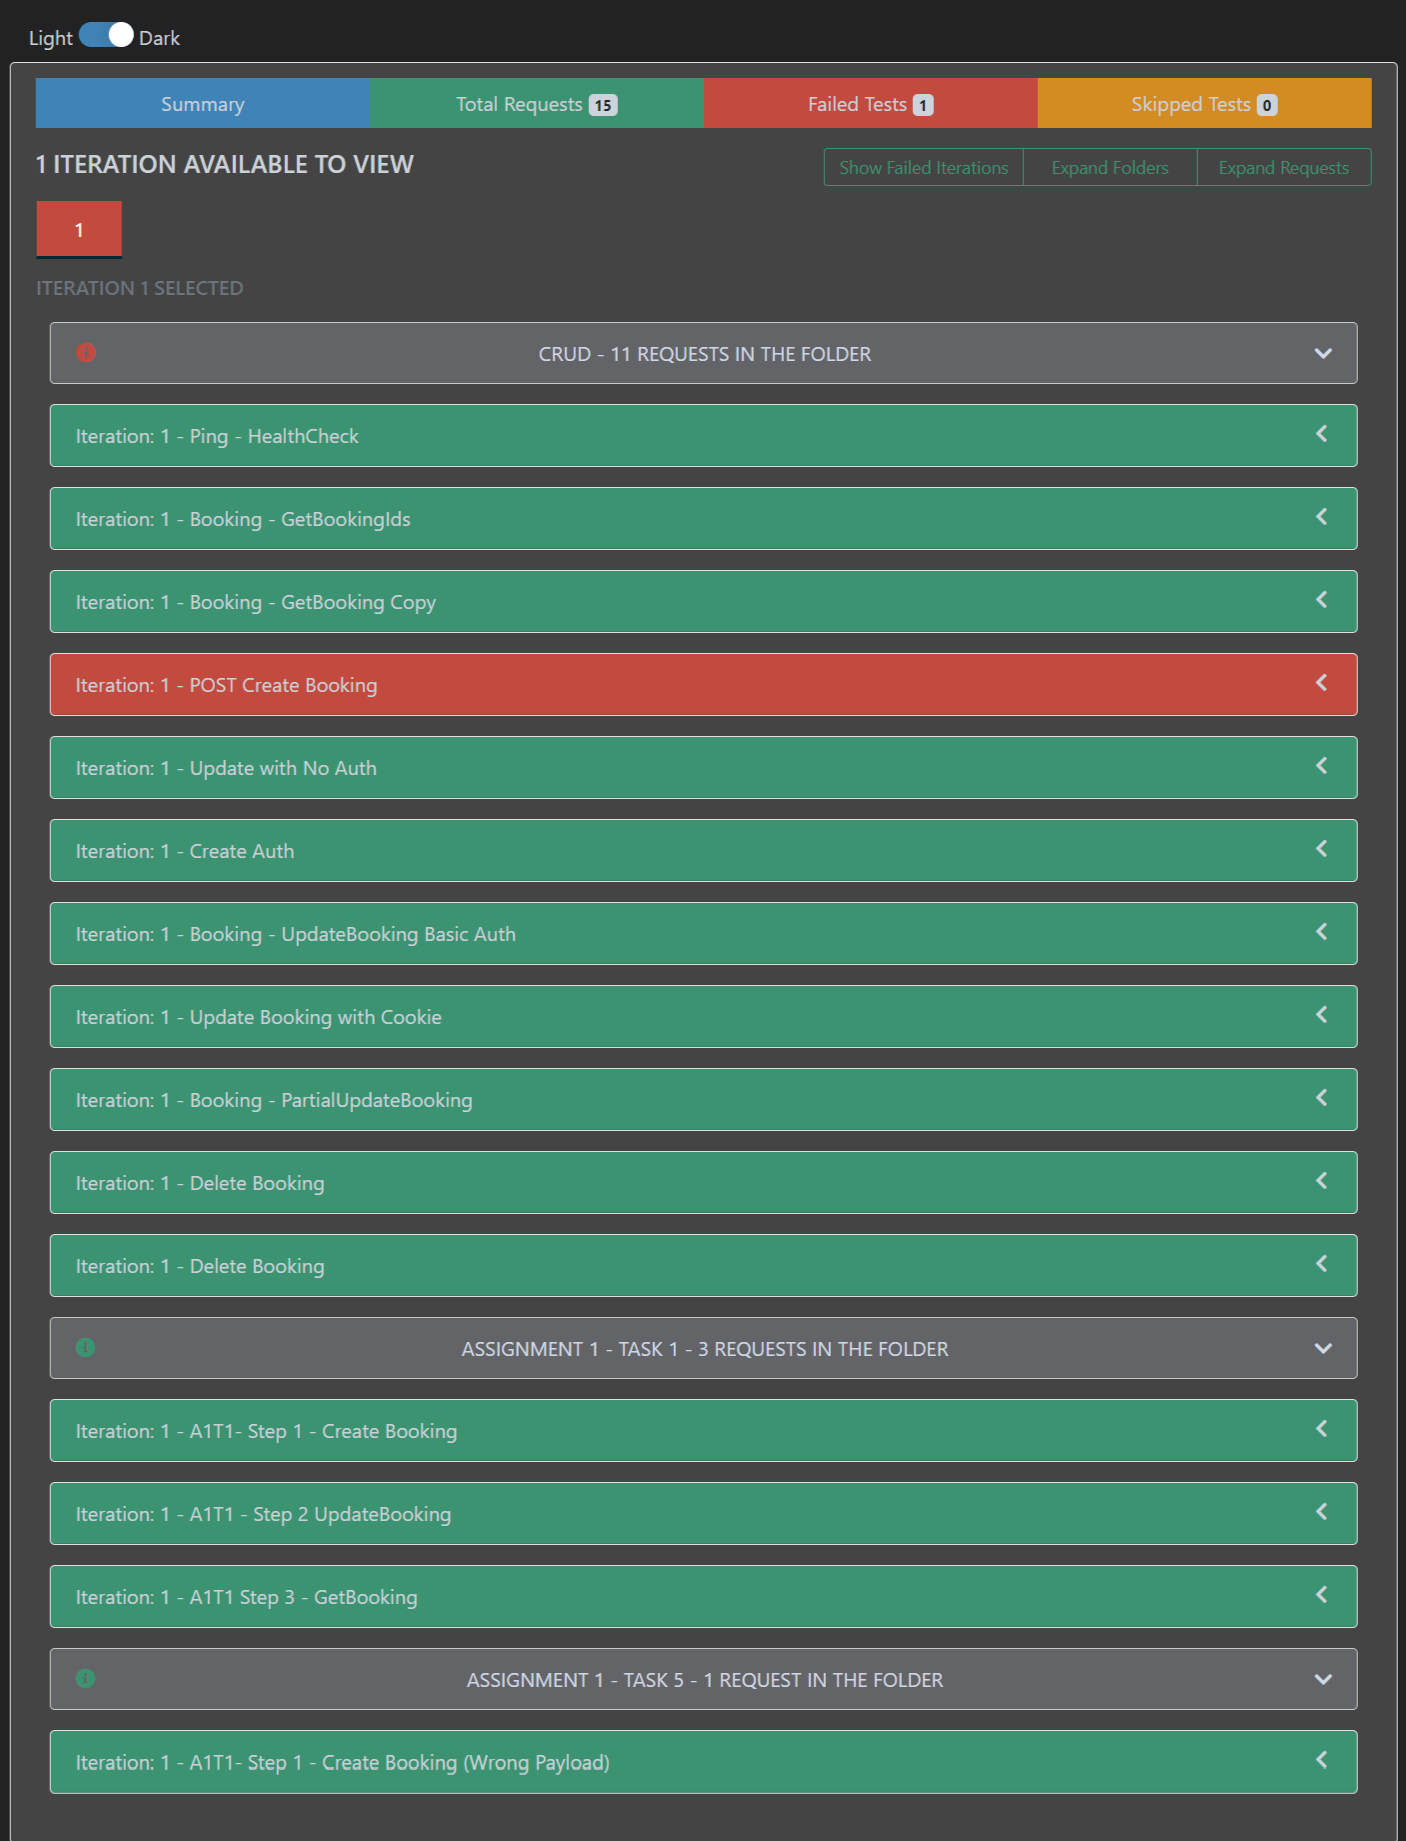 Light Dark
Summary
Total Requests 15
Failed Tests 1
Skipped Tests 0
1 ITERATION AVAILABLE TO VIEW
Show Failed Iterations
Expand Folders
Expand Requests
1
ITERATION 1 SELECTED
CRUD - 11 REQUESTS IN THE FOLDER
Iteration: 1 - Ping - HealthCheck
Iteration: 1 - Booking - GetBookingIds
Iteration: 1 - Booking - GetBooking Copy
Iteration: 1 - POST Create Booking
Iteration: 1 - Update with No Auth
Iteration: 1 - Create Auth
Iteration: 1 - Booking - UpdateBooking Basic Auth
Iteration: 1 - Update Booking with Cookie
Iteration: 1 - Booking - PartialUpdateBooking
Iteration: 1 - Delete Booking
Iteration: 1 - Delete Booking
ASSIGNMENT 1 - TASK 1 - 3 REQUESTS IN THE FOLDER
Iteration: 1 - A1T1- Step 1 - Create Booking
Iteration: 1 - A1T1 - Step 2 UpdateBooking
Iteration: 1 - A1T1 Step 3 - GetBooking
ASSIGNMENT 1 - TASK 5 - 1 REQUEST IN THE FOLDER
Iteration: 1 - A1T1- Step 1 - Create Booking (Wrong Payload)